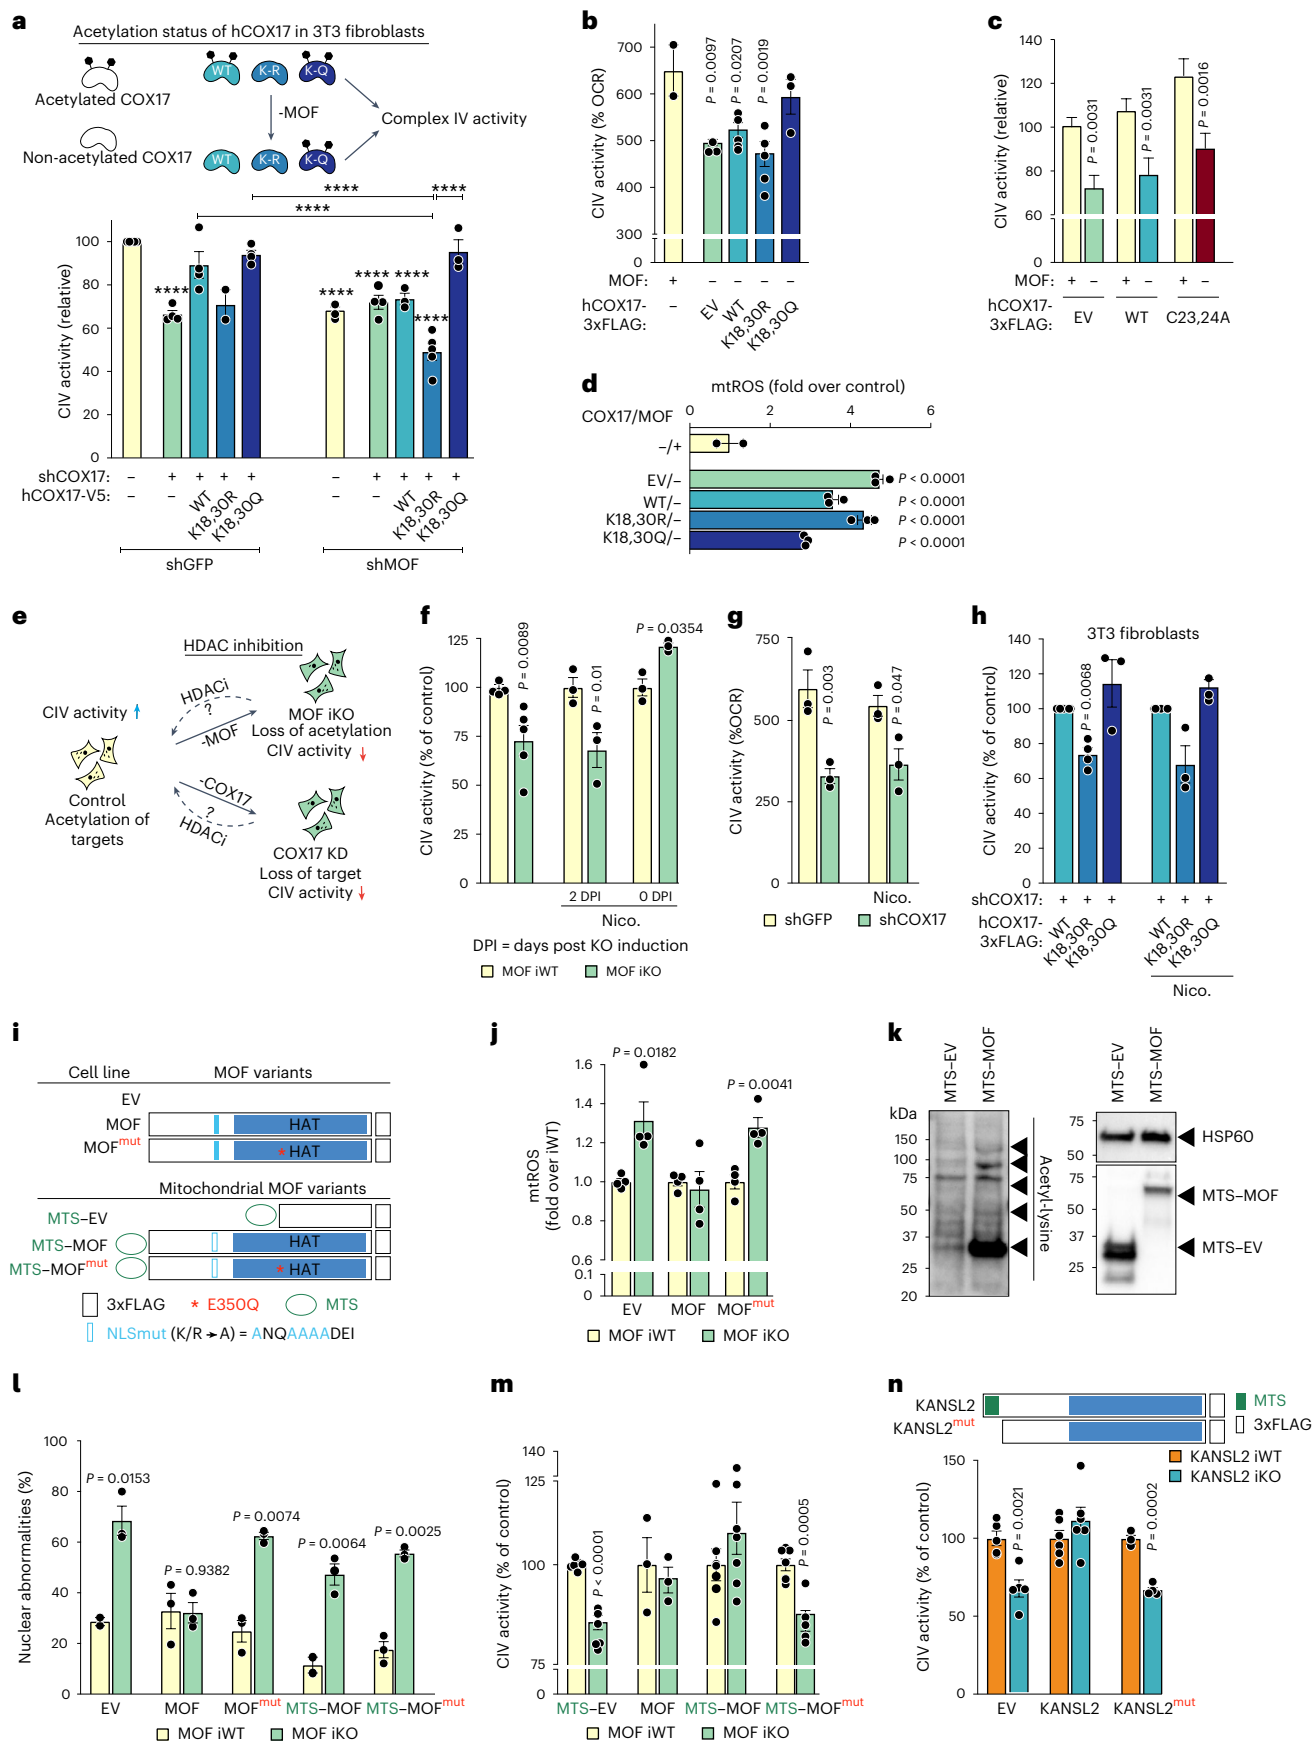 a
Acetylation status of hCOX17 in 3T3 fibroblasts
WT K-R K-Q
Acetylated COX17
-MOF
Complex IV activity
Non-acetylated COX17
WT K-R K-Q
**** ****
****
CIV activity (relative)
100
80
60
40
20
0
**** **** **** **** ****
shCOX17: – + + + + – + + + +
hCOX17-V5: – WT K18,30R K18,30Q – WT K18,30R K18,30Q
shGFP shMOF
b
CIV activity (% OCR)
700
600
500
400
300
0
P = 0.0097
P = 0.0207
P = 0.0019
MOF: + – – – –
hCOX17-3xFLAG: – EV WT K18,30R K18,30Q
c
CIV activity (relative)
140
120
100
80
60
0
P = 0.0031
P = 0.0031
P = 0.0016
MOF: + – + – + –
hCOX17-3xFLAG: EV WT C23,24A
d
mtROS (fold over control)
COX17/MOF 0 2 4 6
–/+
EV/– P < 0.0001
WT/– P < 0.0001
K18,30R/– P < 0.0001
K18,30Q/– P < 0.0001
e
HDAC inhibition
HDACi
?
CIV activity
-MOF
MOF iKO
Loss of acetylation
CIV activity
Control
Acetylation of
targets
-COX17
?
HDACi
COX17 KD
Loss of target
CIV activity
f
CIV activity (% of control)
125
100
75
50
25
0
P = 0.0089
P = 0.01
P = 0.0354
2 DPI 0 DPI
Nico.
DPI = days post KO induction
MOF iWT MOF iKO
g
CIV activity (%OCR)
750
500
250
0
P = 0.003
P = 0.047
Nico.
shGFP shCOX17
h
3T3 fibroblasts
CIV activity (% of control)
140
120
100
80
60
40
20
0
P = 0.0068
shCOX17: + + + + + +
hCOX17-3xFLAG: WT K18,30R K18,30Q WT K18,30R K18,30Q
Nico.
i
Cell line MOF variants
EV
MOF HAT
MOFmut * HAT
Mitochondrial MOF variants
MTS–EV
MTS–MOF HAT
MTS–MOFmut * HAT
3xFLAG * E350Q MTS
NLSmut (K/R → A) = ANQAAAADEI
j
mtROS
(fold over iWT)
1.6
1.4
1.2
1.0
0.8
0.6
0.1
0
P = 0.0182
P = 0.0041
EV MOF MOFmut
MOF iWT MOF iKO
k
MTS–EV
MTS–MOF
kDa
150
100
75
50
37
25
20
Acetyl-lysine
MTS–EV
MTS–MOF
75
50
HSP60
75
50
37
25
MTS–MOF
MTS–EV
l
Nuclear abnormalities (%)
100
80
60
40
20
0
P = 0.0153
P = 0.9382
P = 0.0074
P = 0.0064
P = 0.0025
EV MOF MOFmut MTS–MOF MTS–MOFmut
MOF iWT MOF iKO
m
CIV activity (% of control)
140
125
100
75
0
P < 0.0001
P = 0.0005
MTS–EV MOF MTS–MOF MTS–MOFmut
MOF iWT MOF iKO
n
KANSL2
KANSL2mut
MTS
3xFLAG
KANSL2 iWT
KANSL2 iKO
CIV activity (% of control)
150
100
50
0
P = 0.0021
P = 0.0002
EV KANSL2 KANSL2mut